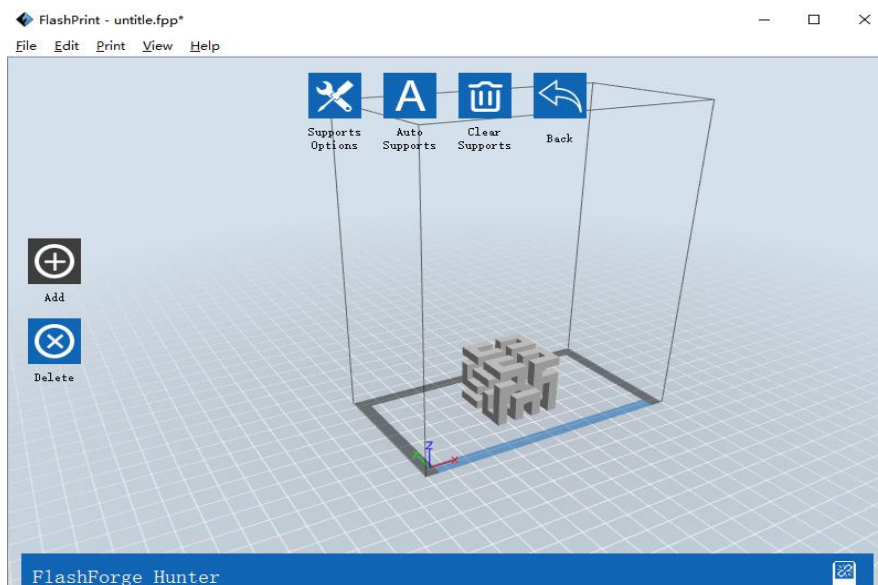 FlashPrint - untitle.fpp*
File Edit Print View Help
A
Supports
Options
Auto
Supports
Clear
Supports
Back
Add
Delete
Z
X
FlashForge Hunter